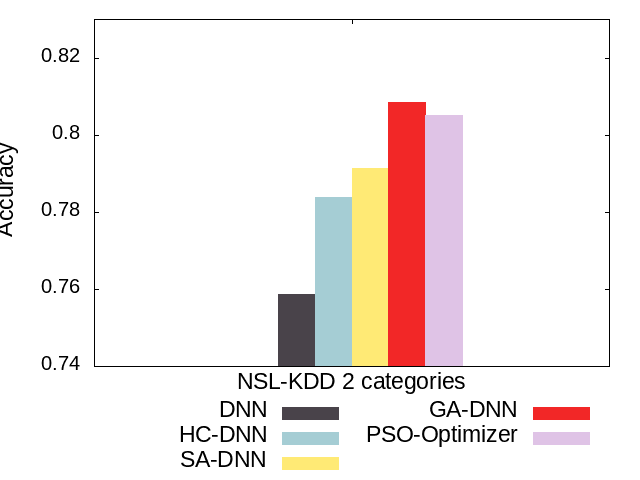 0.82
0.8
0.78
0.76
0.74
Accuracy
NSL-KDD 2 categories
DNN
HC-DNN
SA-DNN
GA-DNN
PSO-Optimizer